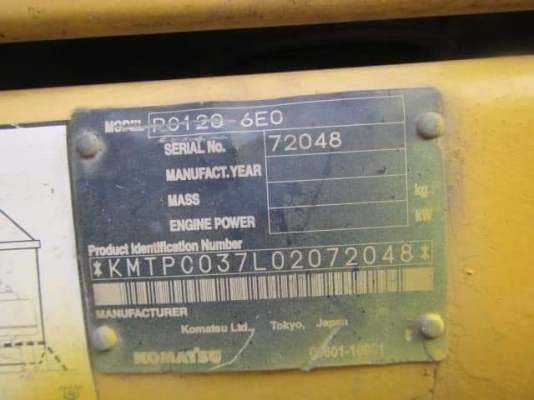 MODEL PC120-6E0
SERIAL No. 72048
MANUFACT.YEAR
MASS kg
ENGINE POWER kW
Product Identification Number
*KMTPC037L02072048*
MANUFACTURER
Komatsu Ltd., Tokyo, Japan
KOMATSU